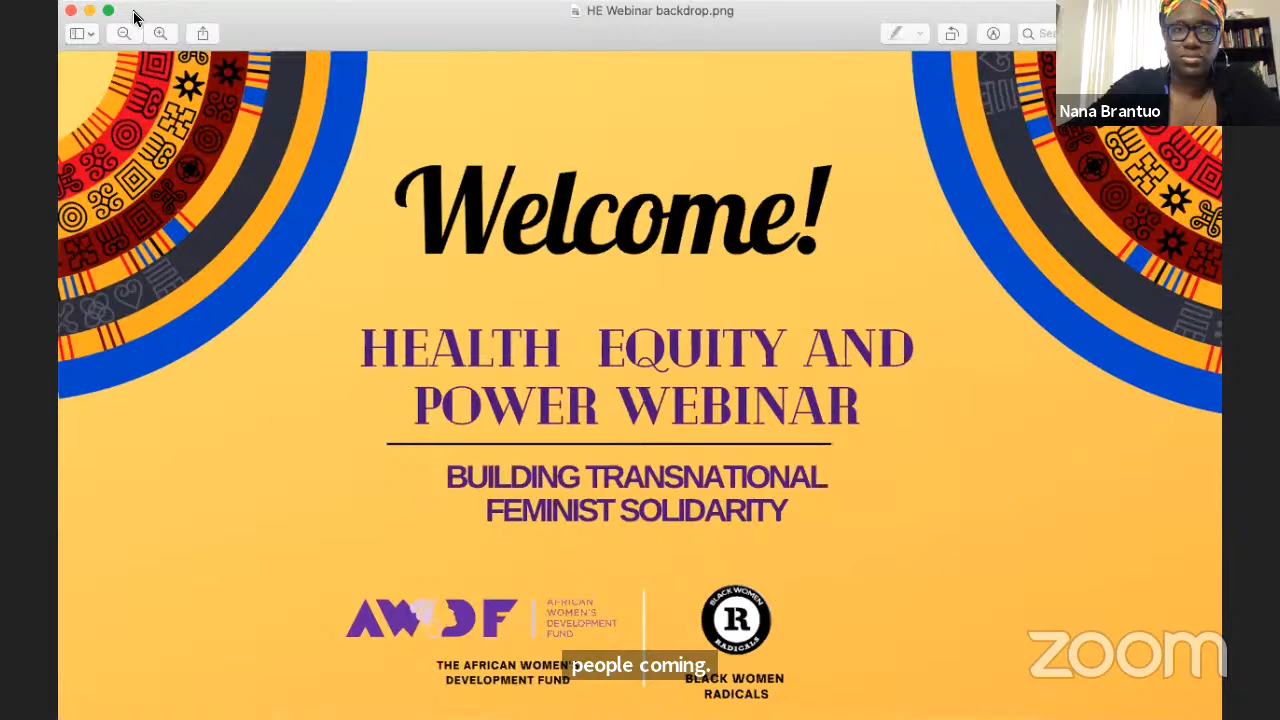 HE Webinar backdrop.png
Sea
Nana Brantuo
Welcome!
HEALTH EQUITY AND
POWER WEBINAR
BUILDING TRANSNATIONAL
FEMINIST SOLIDARITY
AWDF
AFRICAN
WOMEN'S
DEVELOPMENT
FUND
THE AFRICAN WOMEN'
DEVELOPMENT FUND
BLACK WOMEN
R
RADICALS
BLACK WOMEN
RADICALS
people coming.
zoom